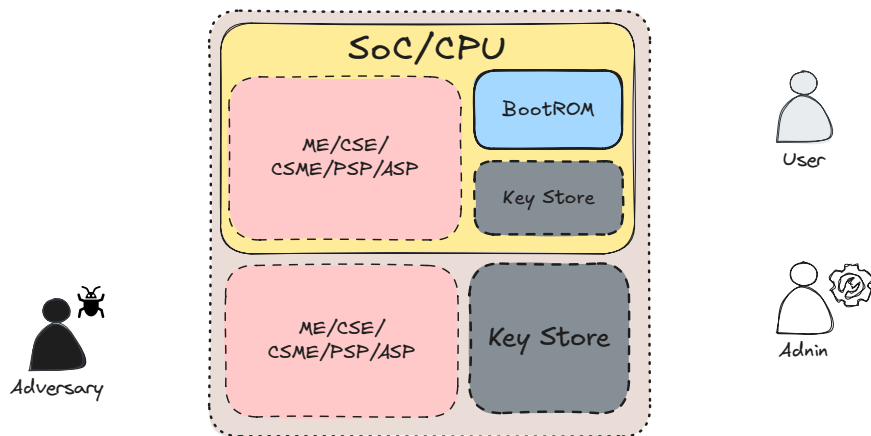 SoC/CPU
ME/CSE/
CSME/PSP/ASP
BootROM
Key Store
User
ME/CSE/
CSME/PSP/ASP
Key Store
Adversary
Adnin